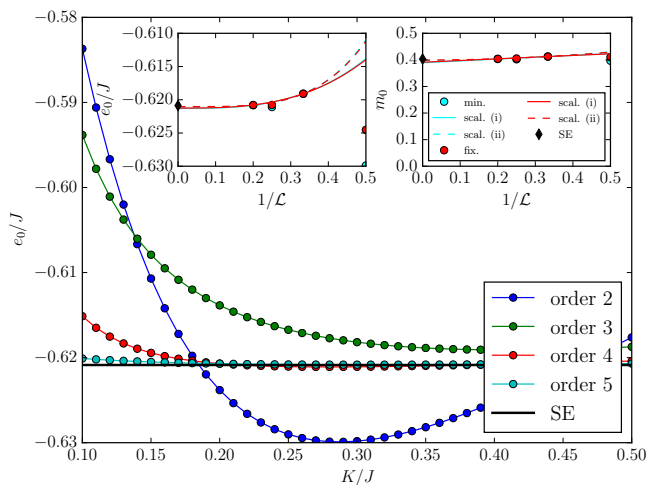 −0.58
−0.59
−0.60
−0.61
−0.62
−0.63
e₀/J
0.10
0.15
0.20
0.25
0.30
0.35
0.40
0.45
0.50
K/J
−0.610
−0.615
−0.620
−0.625
−0.630
e₀/J
0.0
0.1
0.2
0.3
0.4
0.5
1/ℒ
0.5
0.4
0.3
0.2
0.1
0.0
m₀
min.
scal. (i)
scal. (ii)
fix.
scal. (i)
scal. (ii)
SE
0.0
0.1
0.2
0.3
0.4
0.5
1/ℒ
order 2
order 3
order 4
order 5
SE